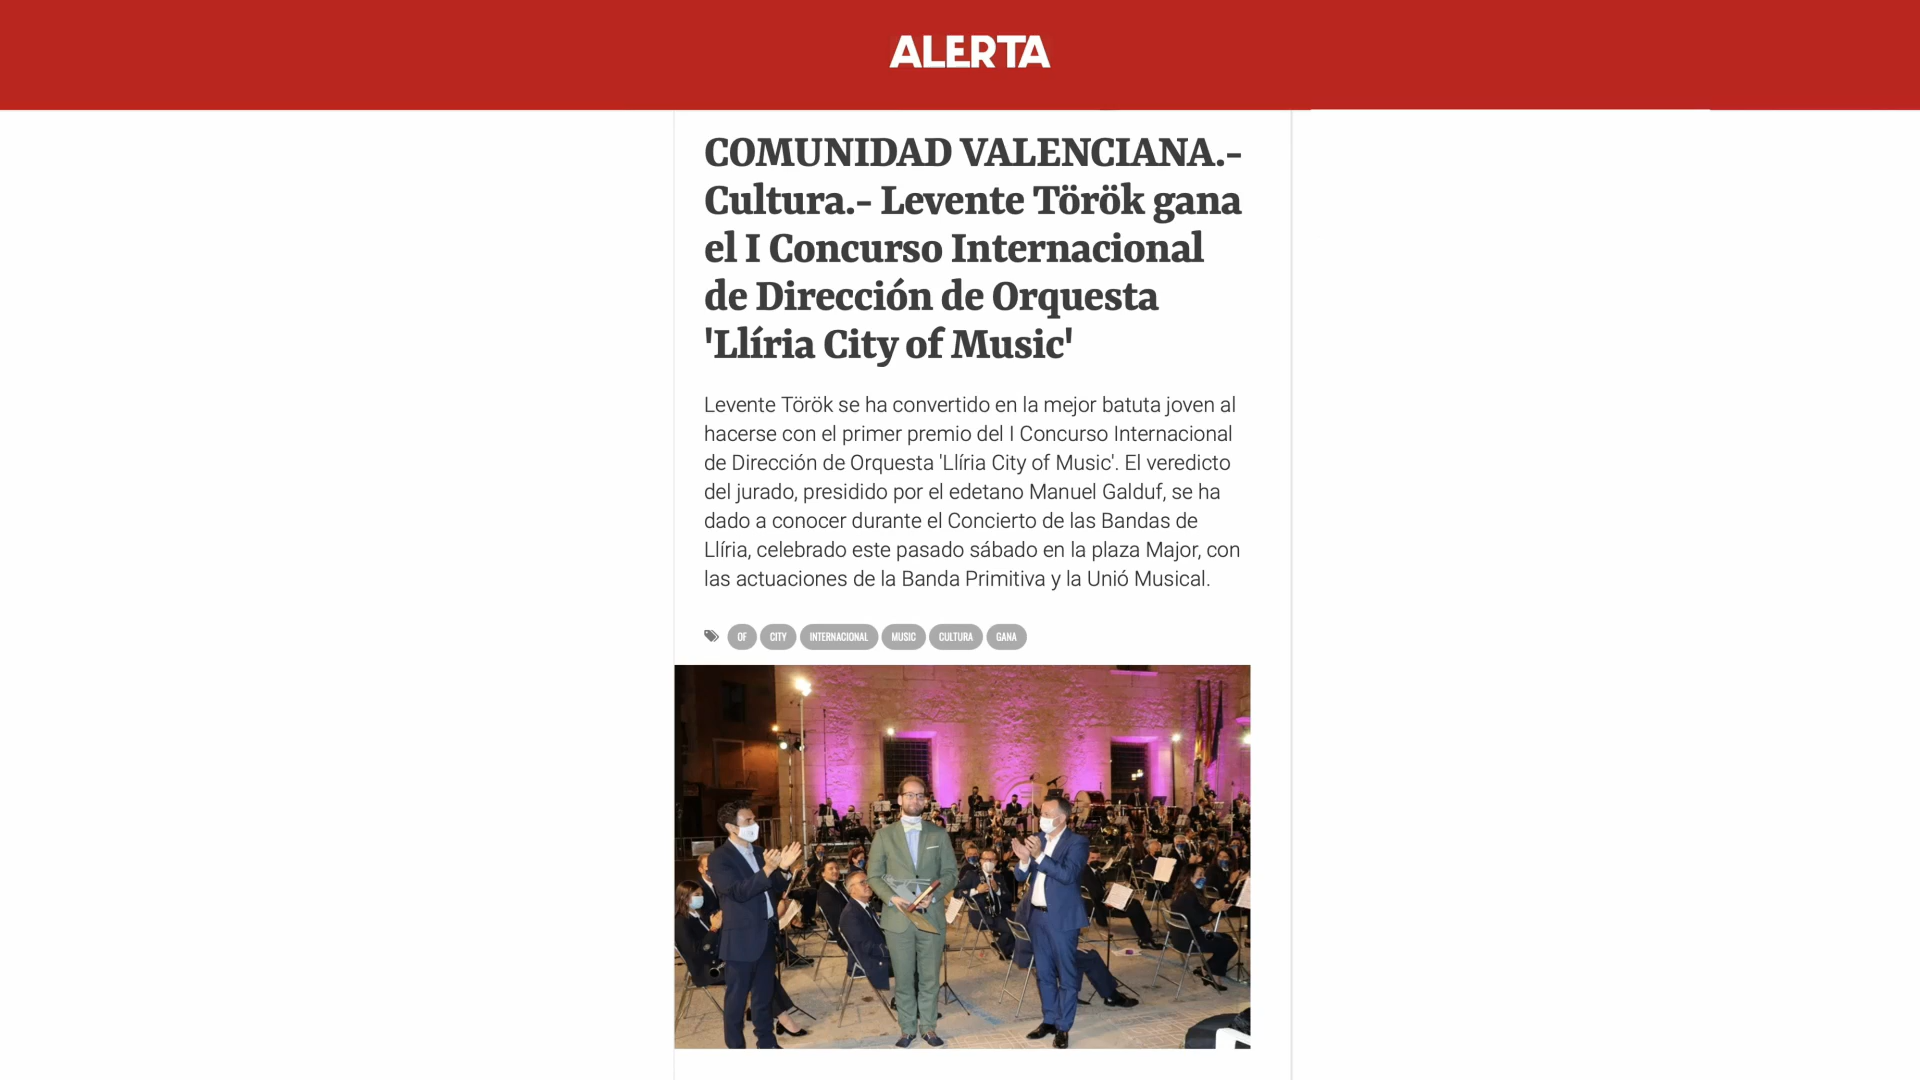 ALERTA
COMUNIDAD VALENCIANA.-
Cultura.- Levente Török gana
el I Concurso Internacional
de Dirección de Orquesta
'Llíria City of Music'
Levente Török se ha convertido en la mejor batuta joven al
hacerse con el primer premio del I Concurso Internacional
de Dirección de Orquesta 'Llíria City of Music'. El veredicto
del jurado, presidido por el edetano Manuel Galduf, se ha
dado a conocer durante el Concierto de las Bandas de
Llíria, celebrado este pasado sábado en la plaza Major, con
las actuaciones de la Banda Primitiva y la Unió Musical.
OF CITY INTERNACIONAL MUSIC CULTURA GANA